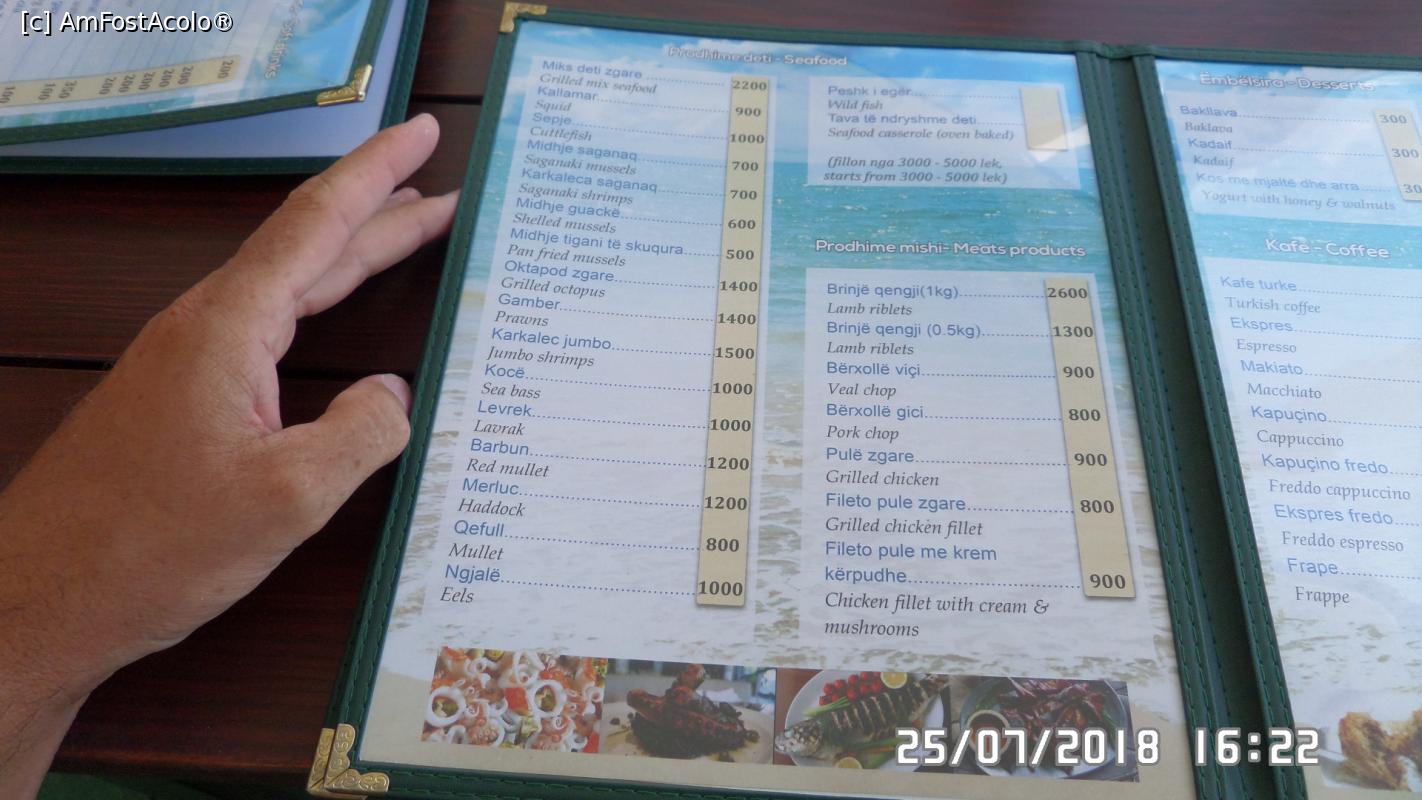 [c] AmFostAcolo®
200
200
200
200
200
350
100
100
Prodhime deti - Seafood
Miks deti zgare 2200
Grilled mix seafood
Kallamar 900
Squid
Sepje 1000
Cuttlefish
Midhje saganaq 700
Saganaki mussels
Karkaleca saganaq 700
Saganaki shrimps
Midhje guackë 600
Shelled mussels
Midhje tigani të skuqura 500
Pan fried mussels
Oktapod zgare 1400
Grilled octopus
Gamber 1400
Prawns
Karkalec jumbo 1500
Jumbo shrimps
Kocë 1000
Sea bass
Levrek 1000
Lavrak
Barbun 1200
Red mullet
Merluc 1200
Haddock
Qefull 800
Mullet
Ngjalë 1000
Eels
Peshk i egër
Wild fish
Tava të ndryshme deti
Seafood casserole (oven baked)
(fillon nga 3000 - 5000 lek,
starts from 3000 - 5000 lek)
Prodhime mishi- Meats products
Brinjë qengji(1kg) 2600
Lamb riblets
Brinjë qengji (0.5kg) 1300
Lamb riblets
Bërxollë viçi 900
Veal chop
Bërxollë gici 800
Pork chop
Pulë zgare 900
Grilled chicken
Fileto pule zgare 800
Grilled chicken fillet
Fileto pule me krem
kërpudhe 900
Chicken fillet with cream &
mushrooms
Ëmbëlsira - Desserts
Bakllava 300
Baklava
Kadaif 300
Kadaif
Kos me mjaltë dhe arra 30
Yogurt with honey & walnuts
Kafe - Coffee
Kafe turke
Turkish coffee
Ekspres
Espresso
Makiato
Macchiato
Kapuçino
Cappuccino
Kapuçino fredo
Freddo cappuccino
Ekspres fredo
Freddo espresso
Frape
Frappe
25/07/2018 16:22